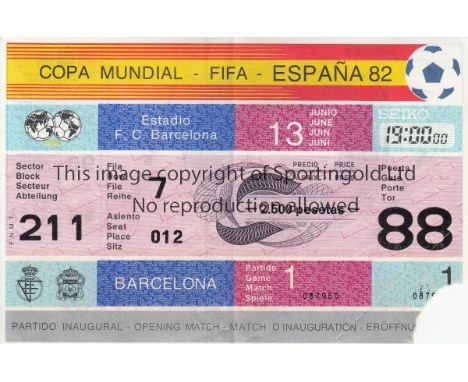 COPA MUNDIAL - FIFA - ESPAÑA 82
Estadio
F. C. Barcelona
13 JUNIO
JUNE
JUIN
JUNI
SEIKO
19:00 00
Sector
Block
Secteur
Abteilung
211
Fila
Row
File
Reihe
7
Asiento
Seat
Place
Sitz
012
PRECIO PRICE
2.500 pesetas
Puerta
Gate
Porte
Tor
88
F.N.M.T.
This image is copyright of Sportingold Ltd
No reproduction allowed
BARCELONA
Partido
Game
Match
Spiele
1
087950
1
PARTIDO INAUGURAL - OPENING MATCH - MATCH D'INAUGURATION - ERÖFFNU